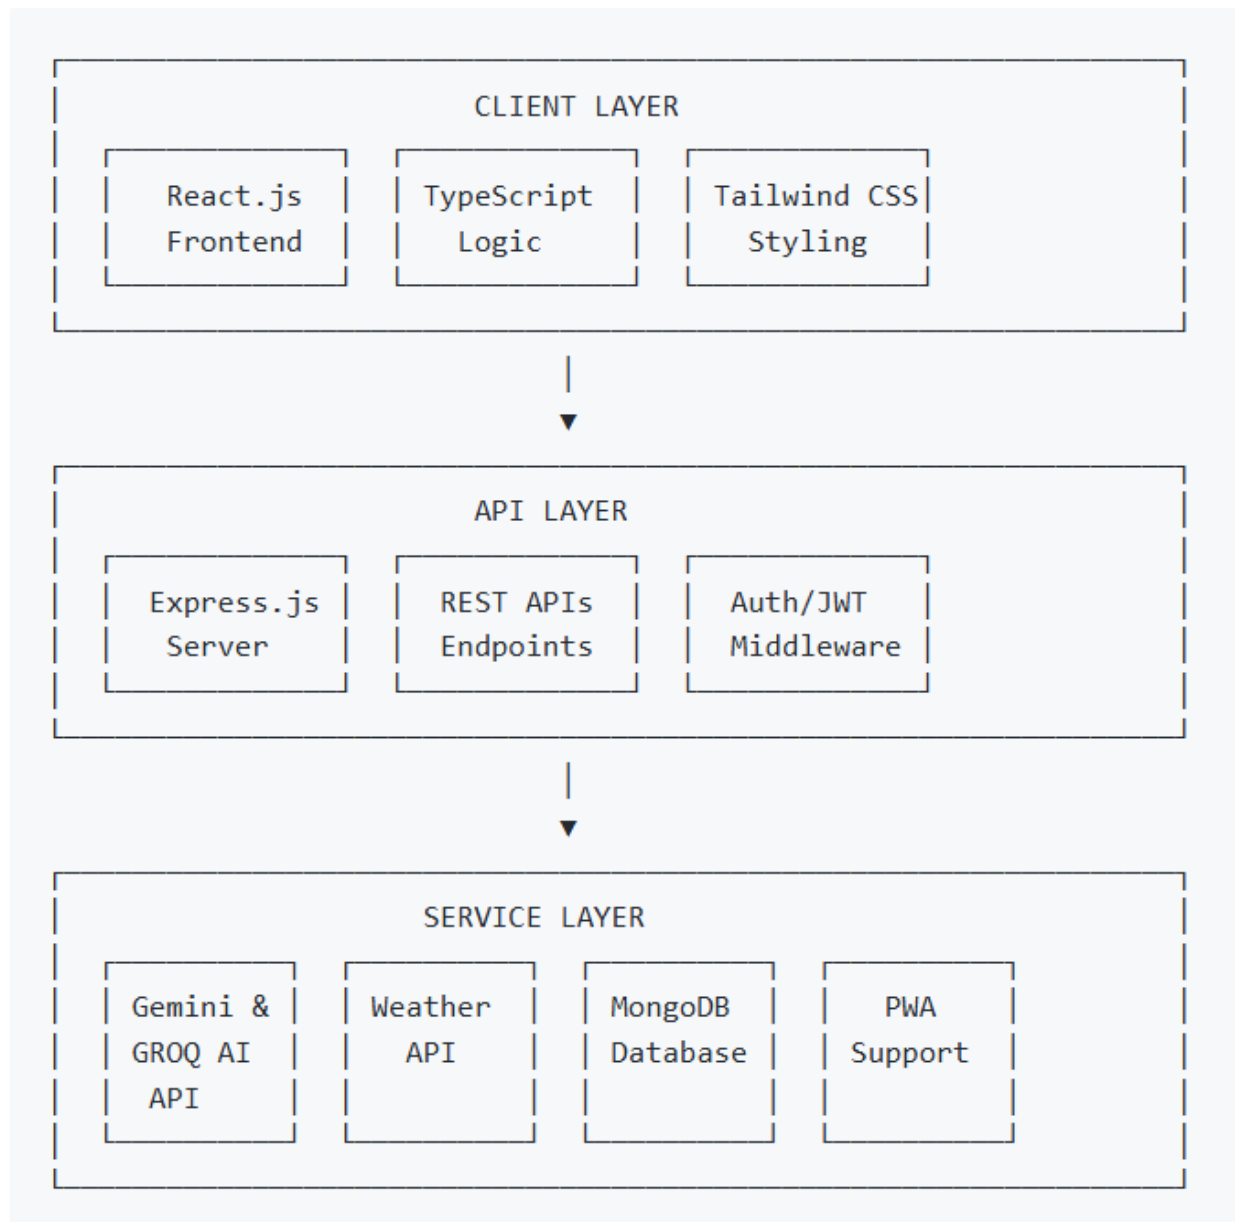 CLIENT LAYER
React.js TypeScript Tailwind CSS
Frontend Logic Styling
API LAYER
Express.js REST APIs Auth/JWT
Server Endpoints Middleware
SERVICE LAYER
Gemini & Weather MongoDB PWA
GROQ AI API Database Support
API